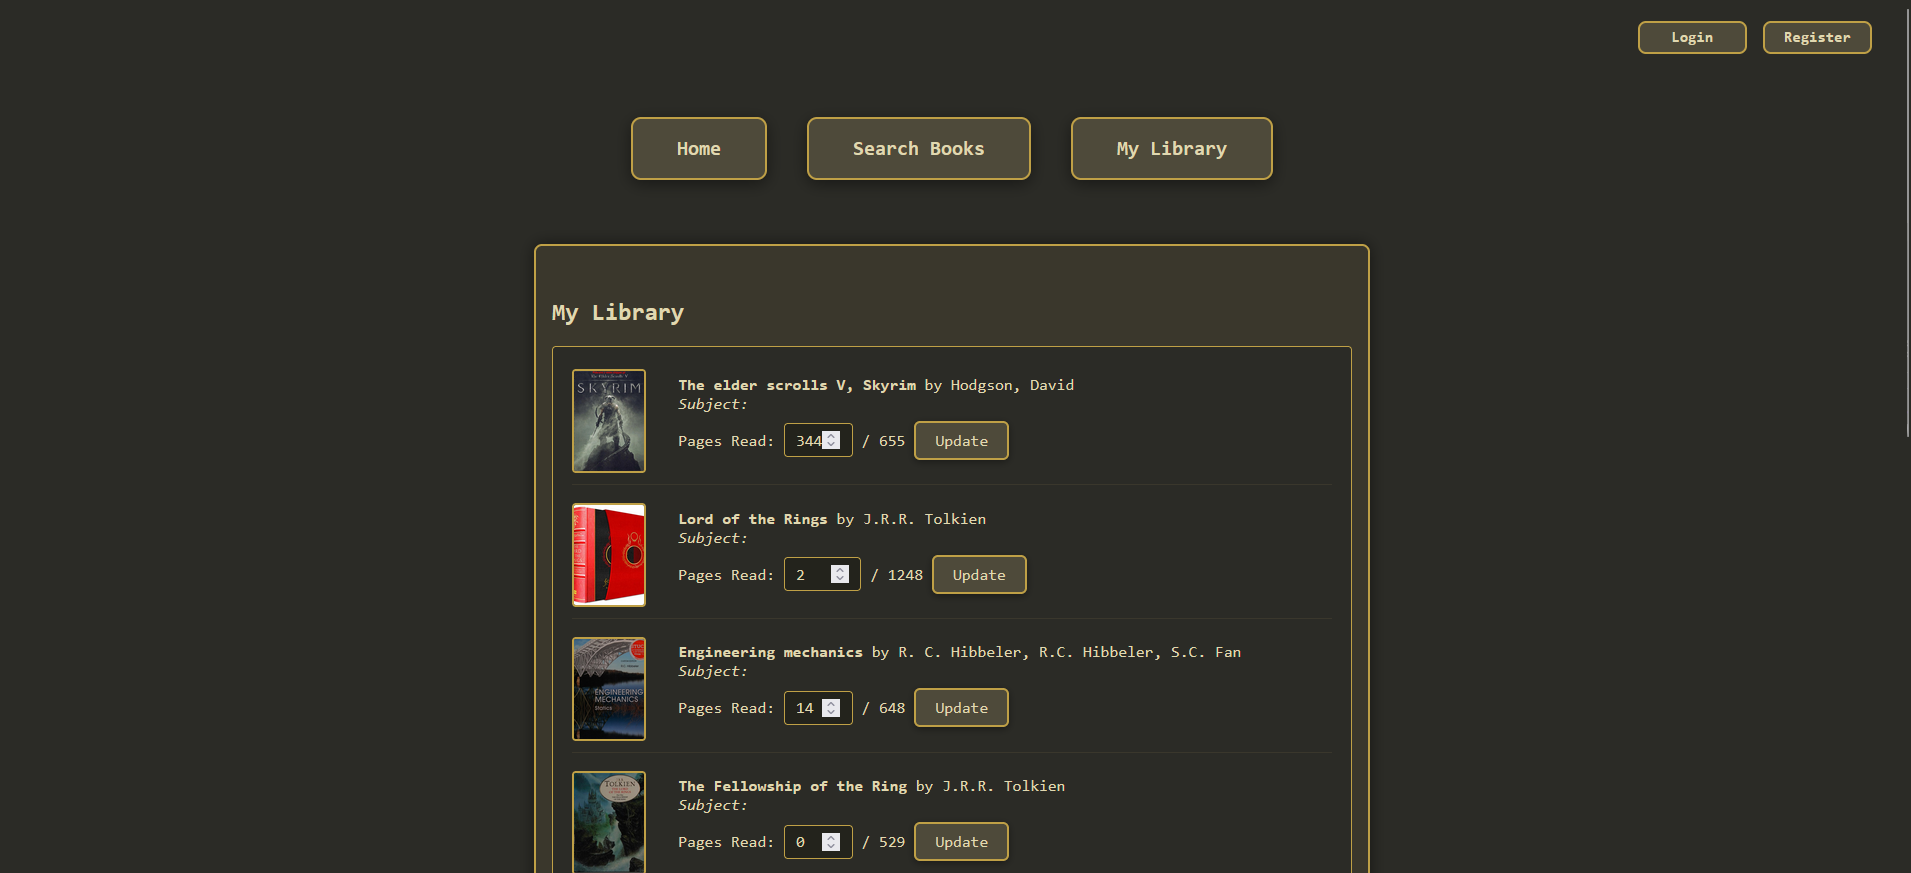 Login Register
Home Search Books My Library
My Library
SKYRIM
The elder scrolls V, Skyrim by Hodgson, David
Subject:
Pages Read: 344 / 655 Update
Lord of the Rings by J.R.R. Tolkien
Subject:
Pages Read: 2 / 1248 Update
Engineering mechanics by R. C. Hibbeler, R.C. Hibbeler, S.C. Fan
Subject:
ENGINEERING
MECHANICS
Statics
Pages Read: 14 / 648 Update
TOLKIEN
The Fellowship of the Ring by J.R.R. Tolkien
Subject:
Pages Read: 0 / 529 Update